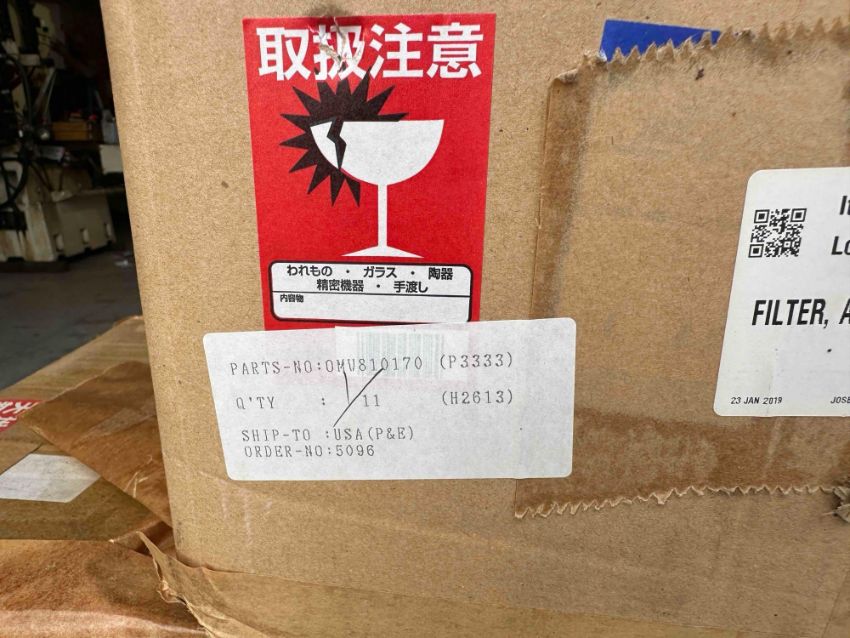 取扱注意
われもの ・ ガラス ・ 陶器
精密機器 ・ 手渡し
内容物
PARTS-NO:OMU810170 (P3333)
Q'TY : 11 (H2613)
SHIP-TO :USA(P&E)
ORDER-NO:5096
FILTER,
23 JAN 2019